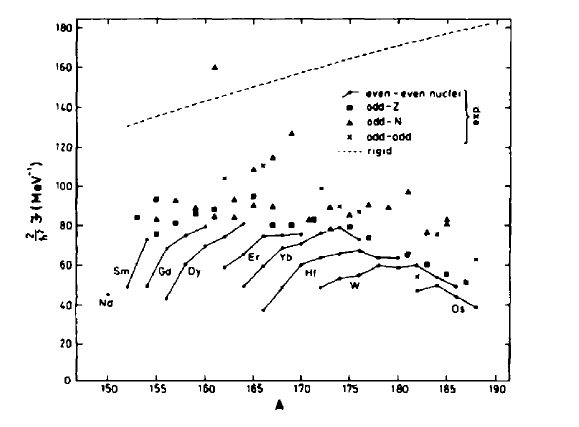 160
160
140
120
100
80
60
40
20
0
2/ħ² ℑ (MeV⁻¹)
even-even nuclei
odd-Z
odd-N
odd-odd
rigid
exp
Sm
Nd
Gd
Dy
Er
Yb
Hf
W
Os
150
155
160
165
170
175
180
185
190
A